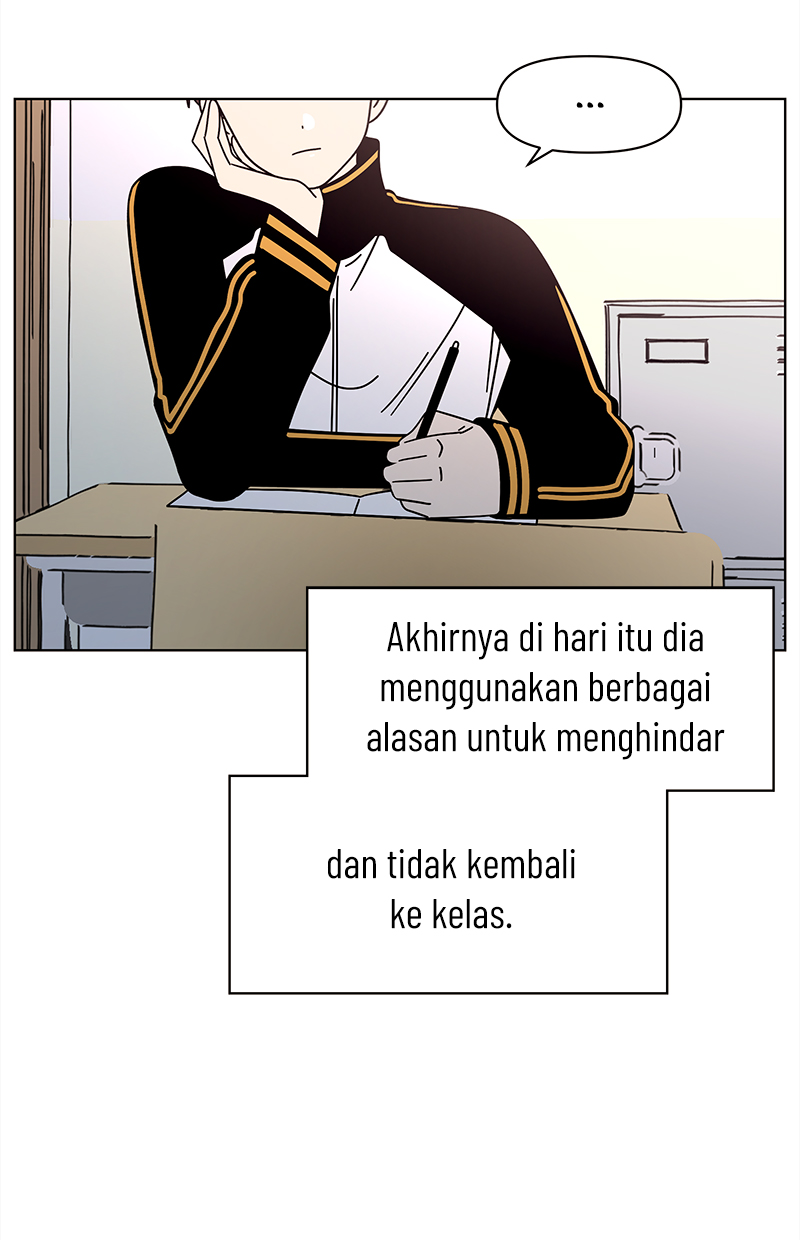 ...
Akhirnya di hari itu dia
menggunakan berbagai
alasan untuk menghindar
dan tidak kembali
ke kelas.